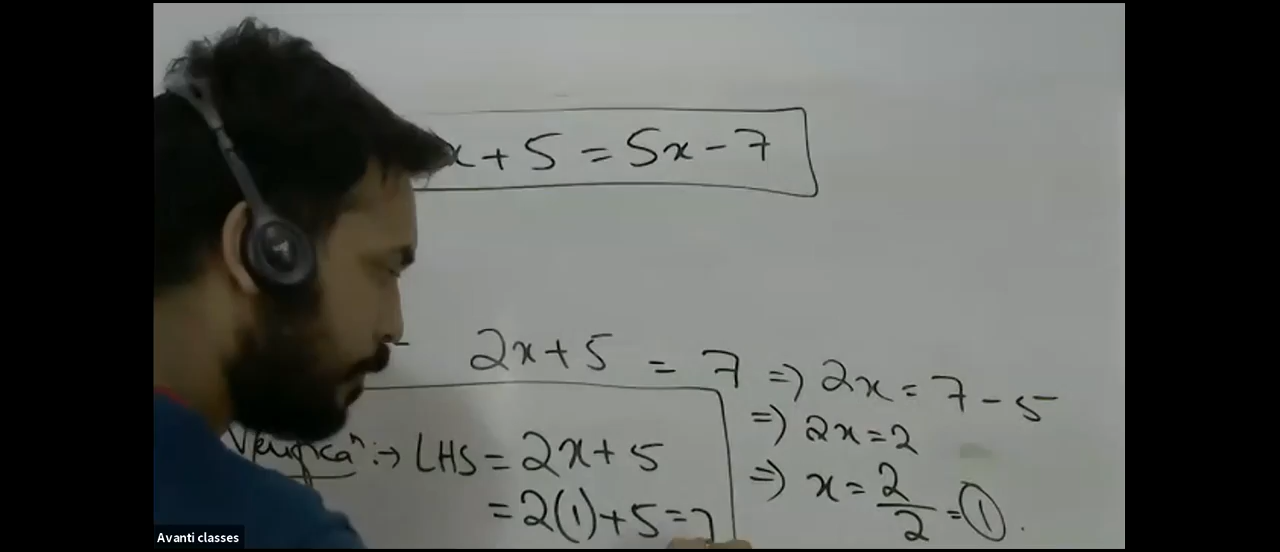 x + 5 = 5x - 7
2x + 5 = 7 ⇒ 2x = 7 - 5
⇒ 2x = 2
⇒ x = 2/2 = 1.
Verificaⁿ :→ LHS = 2x + 5
= 2(1) + 5 = 7
Avanti classes